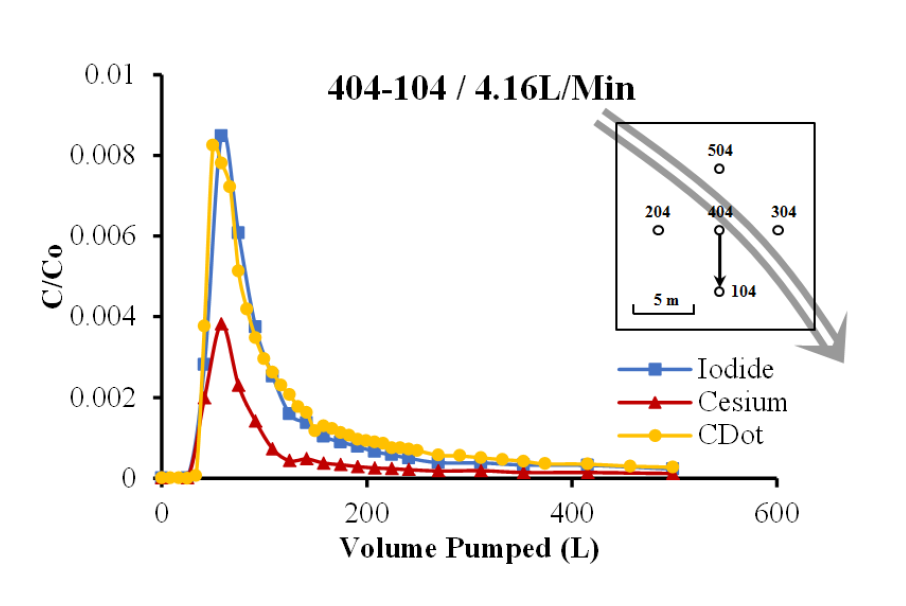 404-104 / 4.16L/Min
0.01
0.008
0.006
0.004
0.002
0
C/Co
0 200 400 600
Volume Pumped (L)
504
204 404 304
104
5 m
Iodide
Cesium
CDot